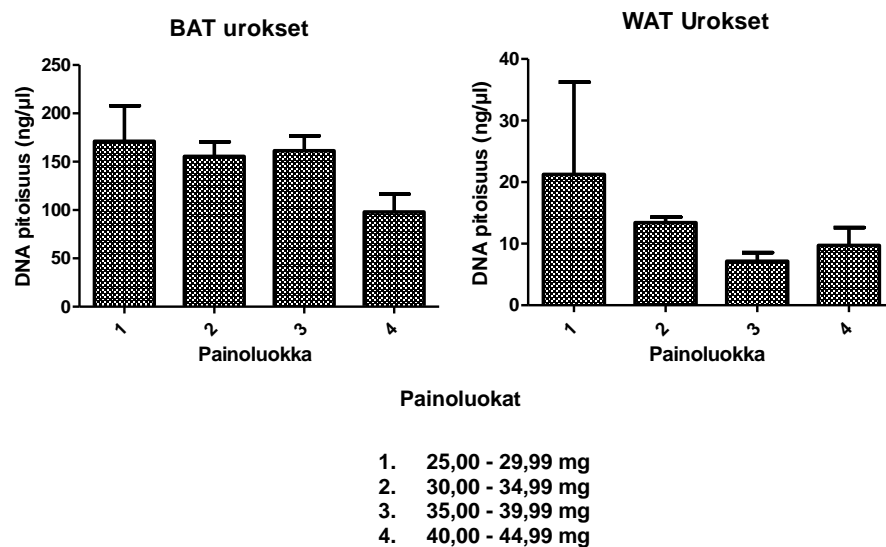 BAT urokset
DNA pitoisuus (ng/µl)
250
200
150
100
50
0
1
2
3
4
Painoluokka
WAT Urokset
DNA pitoisuus (ng/µl)
40
30
20
10
0
1
2
3
4
Painoluokka
Painoluokat
1. 25,00 - 29,99 mg
2. 30,00 - 34,99 mg
3. 35,00 - 39,99 mg
4. 40,00 - 44,99 mg